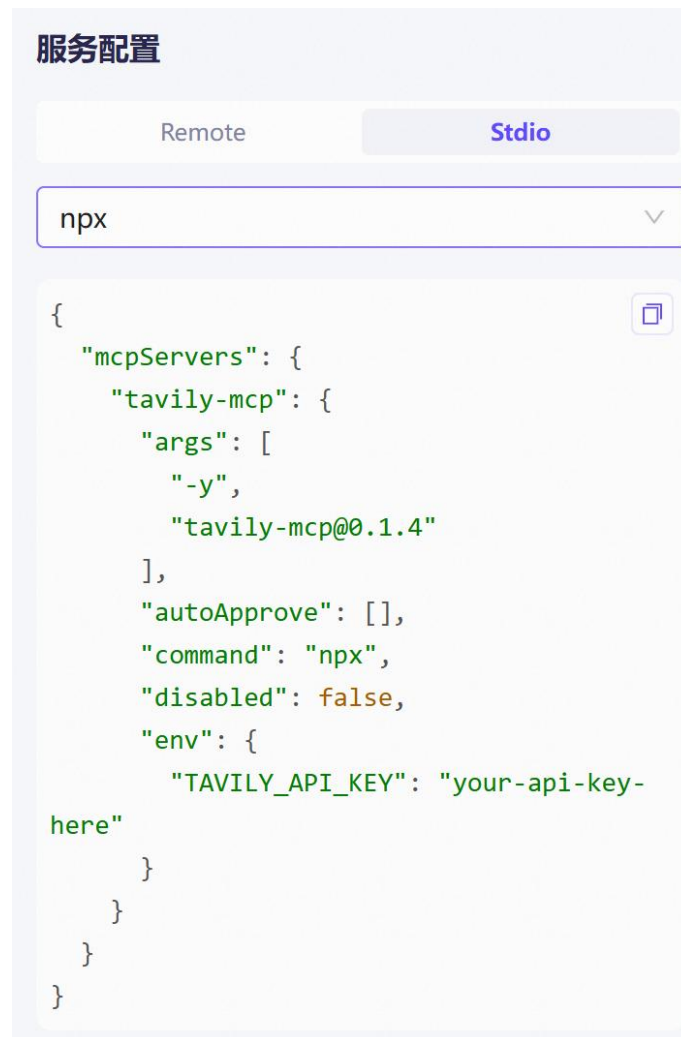 服务配置
Remote
Stdio
npx
{
  "mcpServers": {
    "tavily-mcp": {
      "args": [
        "-y",
        "tavily-mcp@0.1.4"
      ],
      "autoApprove": [],
      "command": "npx",
      "disabled": false,
      "env": {
        "TAVILY_API_KEY": "your-api-key-
here"
      }
    }
  }
}